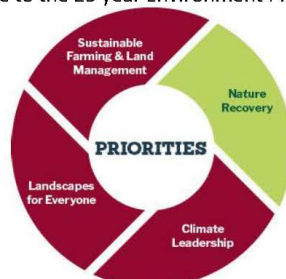 to the 25 year Environment
Sustainable
Farming & Land
Management
Nature
Recovery
PRIORITIES
Landscapes
for Everyone
Climate
Leadership